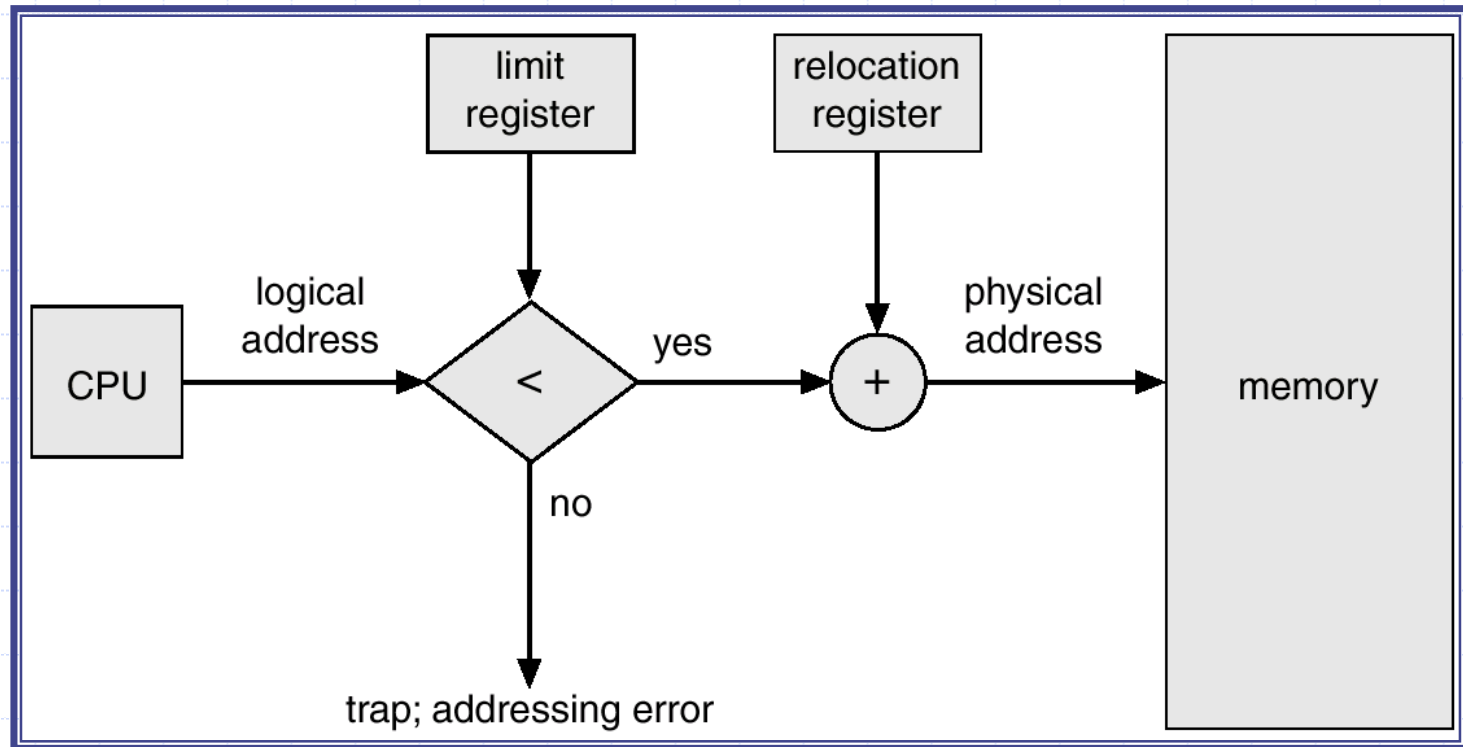 limit
register
relocation
register
logical
address
CPU
<
yes
+
physical
address
memory
no
trap; addressing error